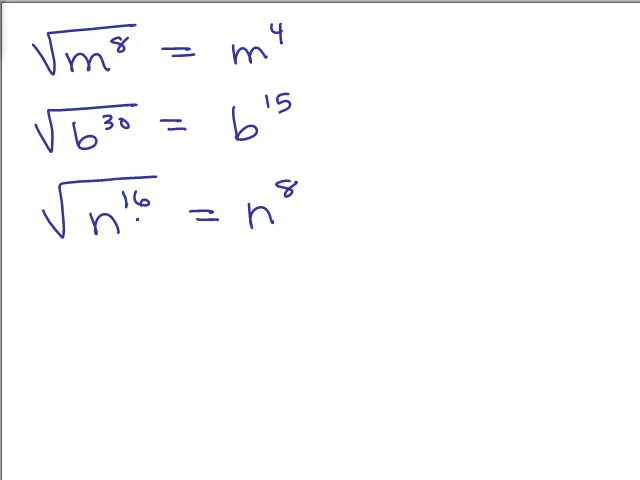 √m⁸ = m⁴
√b³⁰ = b¹⁵
√n¹⁶ = n⁸